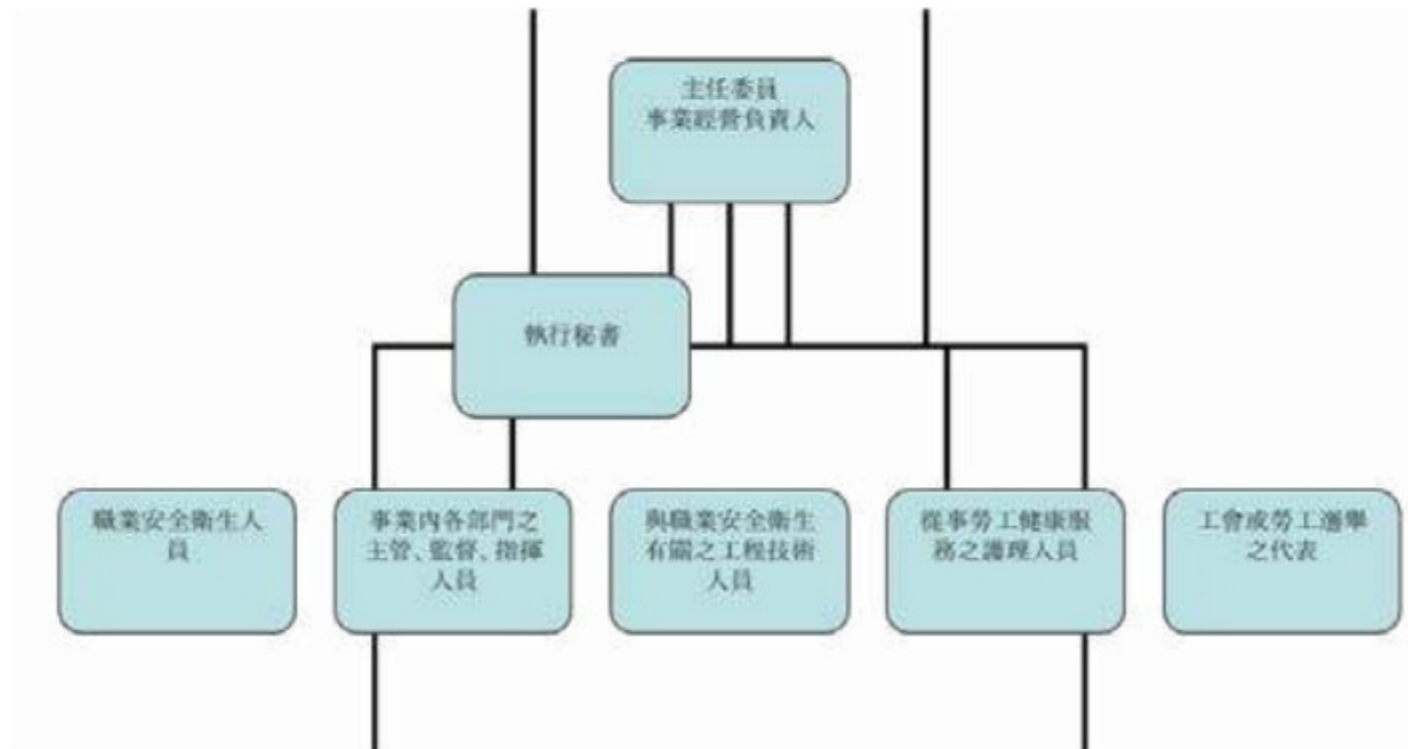 主任委員
事業經營負責人
執行秘書
職業安全衛生人
員
事業內各部門之
主管、監督、指揮
人員
與職業安全衛生
有關之工程技術
人員
從事勞工健康服
務之護理人員
工會或勞工選舉
之代表